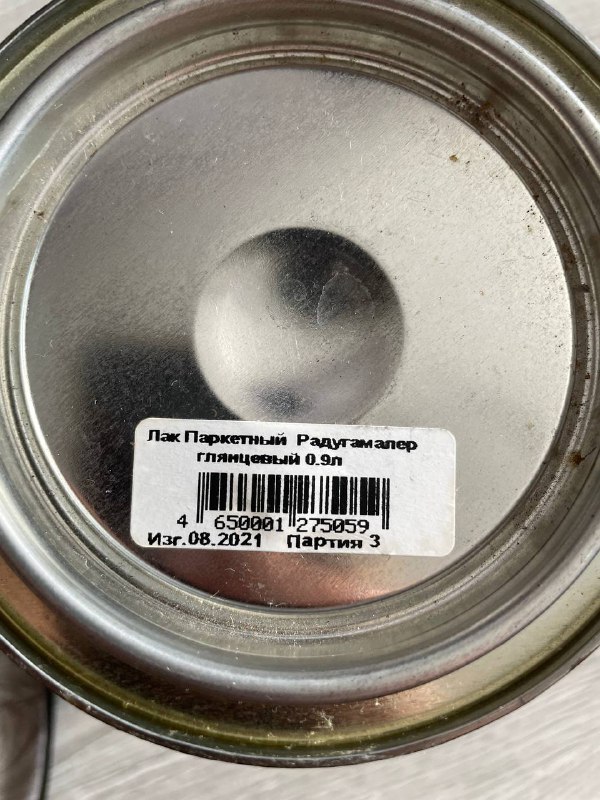 Лак Паркетный Радугамалер
глянцевый 0.9л
4 650001 275059
Изг.08.2021 Партия 3